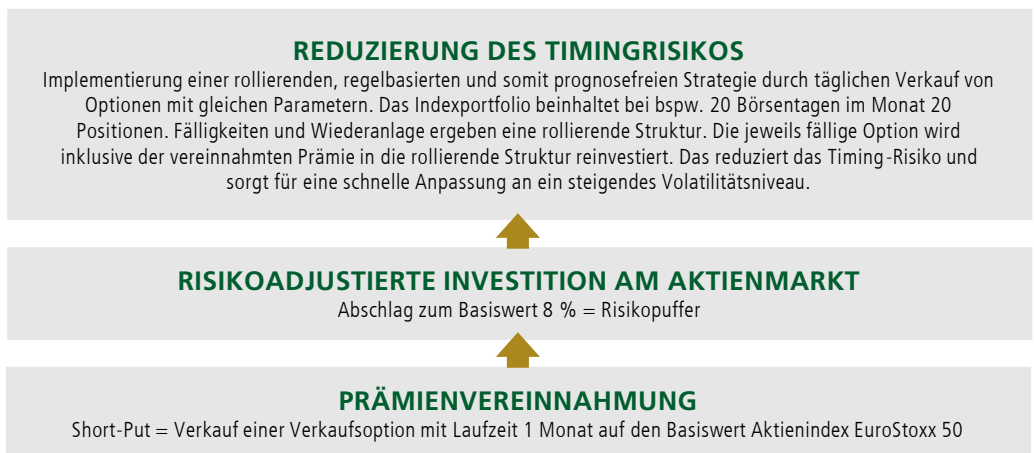 REDUZIERUNG DES TIMINGRISIKOS
Implementierung einer rollierenden, regelbasierten und somit prognosefreien Strategie durch täglichen Verkauf von
Optionen mit gleichen Parametern. Das Indexportfolio beinhaltet bei bspw. 20 Börsentagen im Monat 20
Positionen. Fälligkeiten und Wiederanlage ergeben eine rollierende Struktur. Die jeweils fällige Option wird
inklusive der vereinnahmten Prämie in die rollierende Struktur reinvestiert. Das reduziert das Timing-Risiko und
sorgt für eine schnelle Anpassung an ein steigendes Volatilitätsniveau.
RISIKOADJUSTIERTE INVESTITION AM AKTIENMARKT
Abschlag zum Basiswert 8 % = Risikopuffer
PRÄMIENVEREINNAHMUNG
Short-Put = Verkauf einer Verkaufsoption mit Laufzeit 1 Monat auf den Basiswert Aktienindex EuroStoxx 50